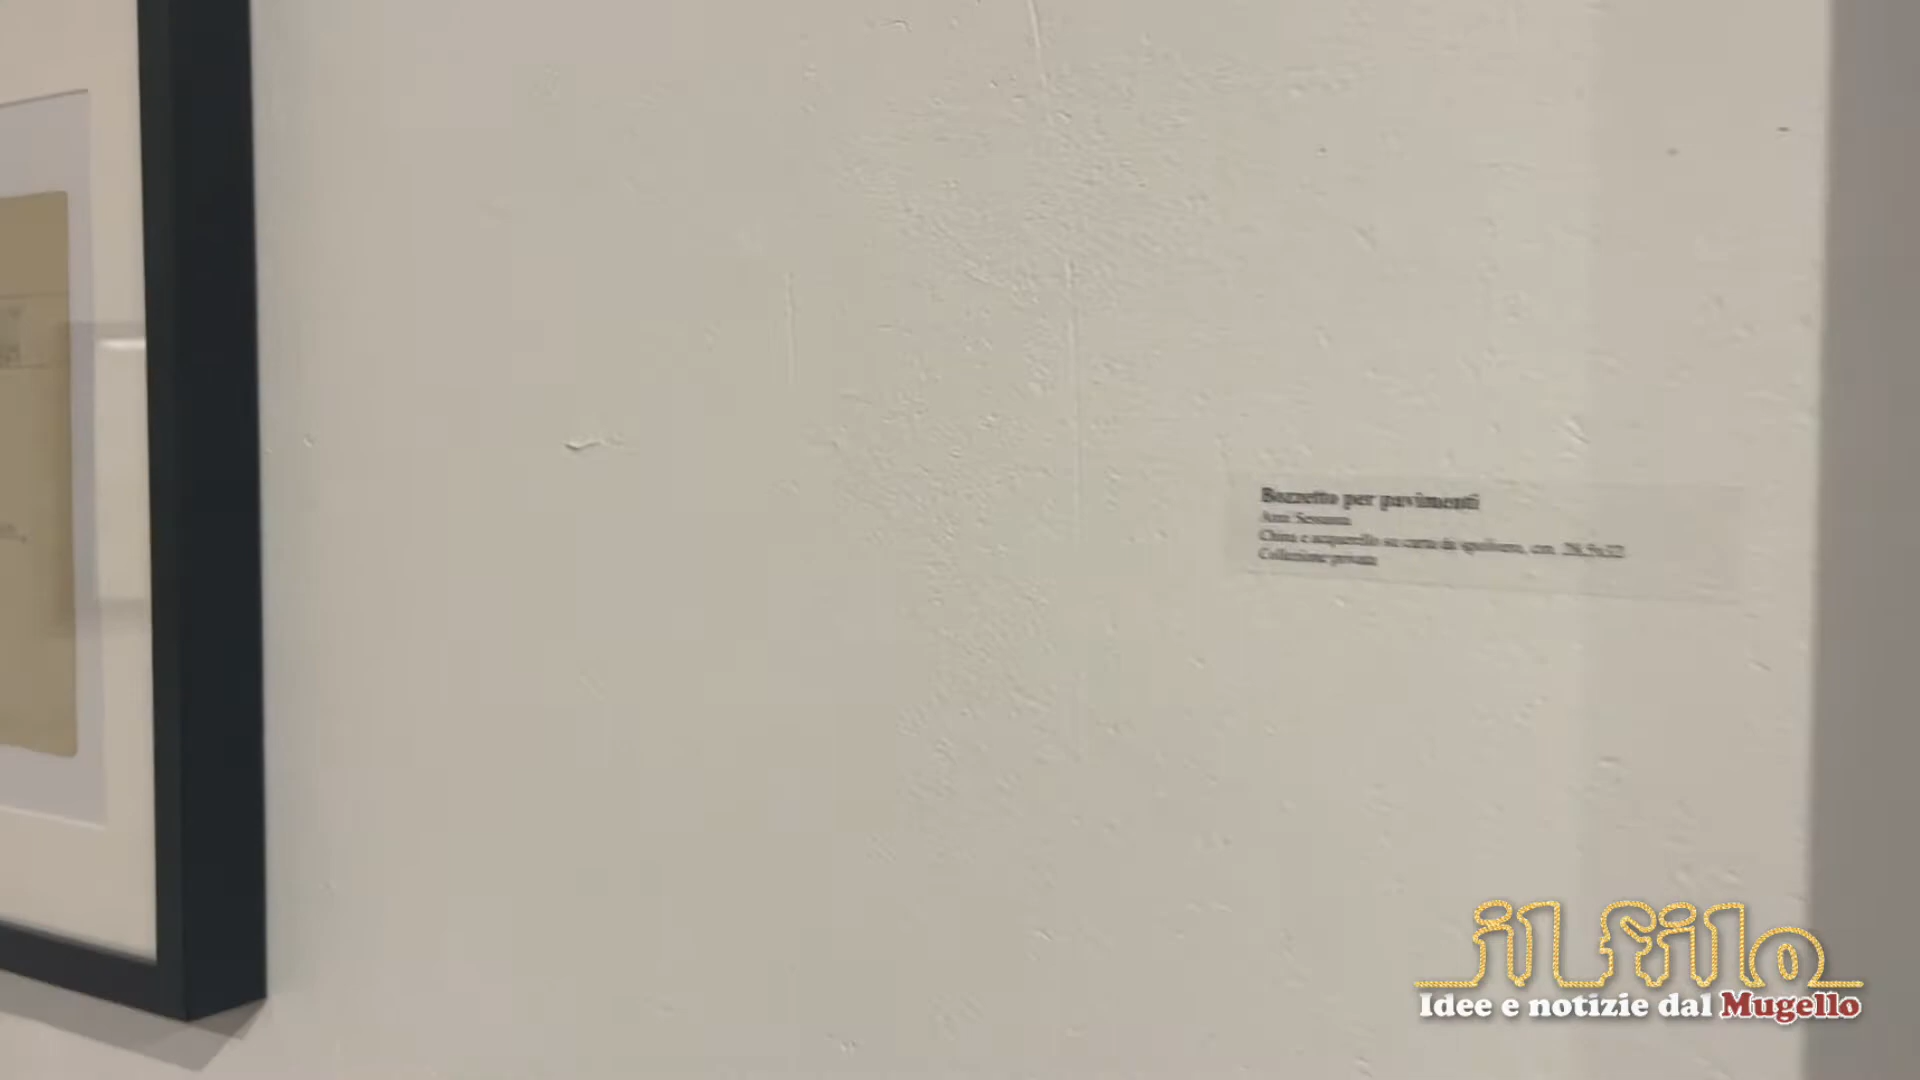 Bozzetto per pavimenti
Anni Sessanta
China e acquerello su carta da spolvero, cm. 28,5x32
Collezione privata
il filo
Idee e notizie dal Mugello